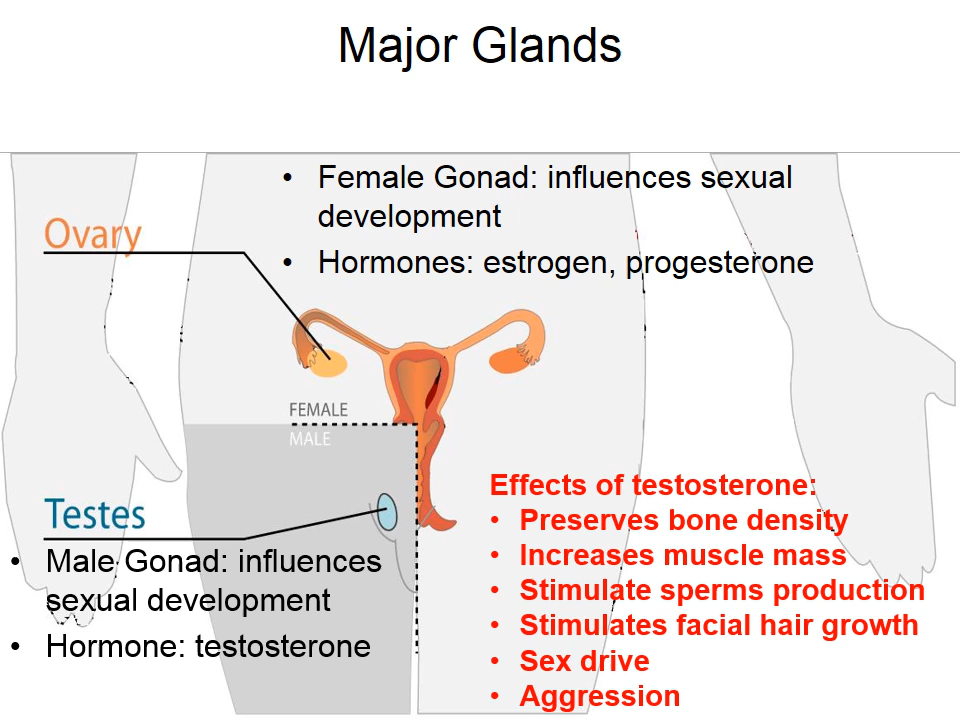 Major Glands
• Female Gonad: influences sexual
development
• Hormones: estrogen, progesterone
Ovary
FEMALE
MALE
Testes
• Male Gonad: influences
sexual development
• Hormone: testosterone
Effects of testosterone:
• Preserves bone density
• Increases muscle mass
• Stimulate sperms production
• Stimulates facial hair growth
• Sex drive
• Aggression